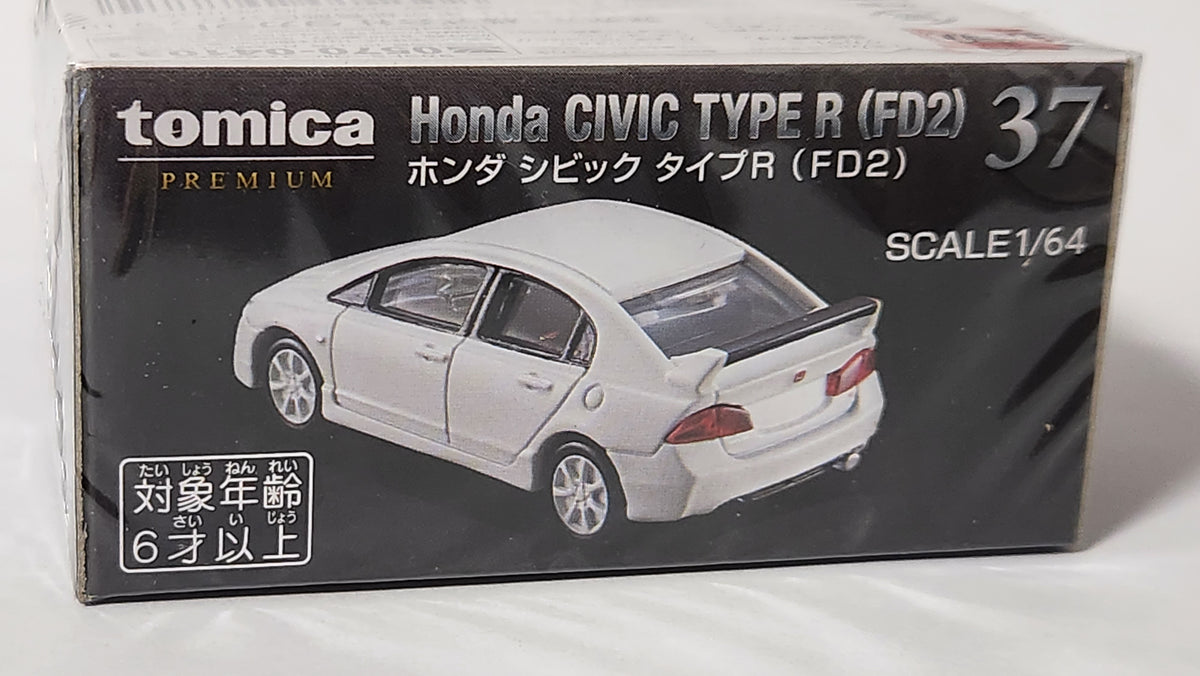 tomica
PREMIUM
Honda CIVIC TYPE R (FD2)
ホンダ シビック タイプR (FD2)
37
SCALE1/64
たい しょう ねん れい
対象年齢
さい い じょう
6才以上